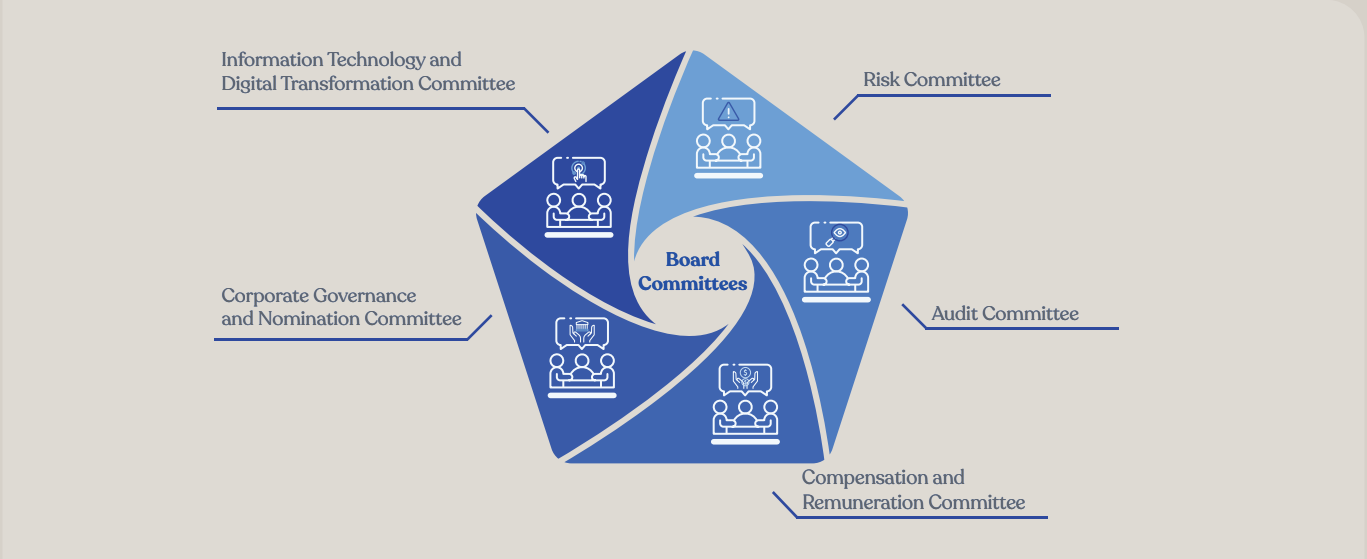 Information Technology and
Digital Transformation Committee
Risk Committee
Board
Committees
Corporate Governance
and Nomination Committee
Audit Committee
Compensation and
Remuneration Committee